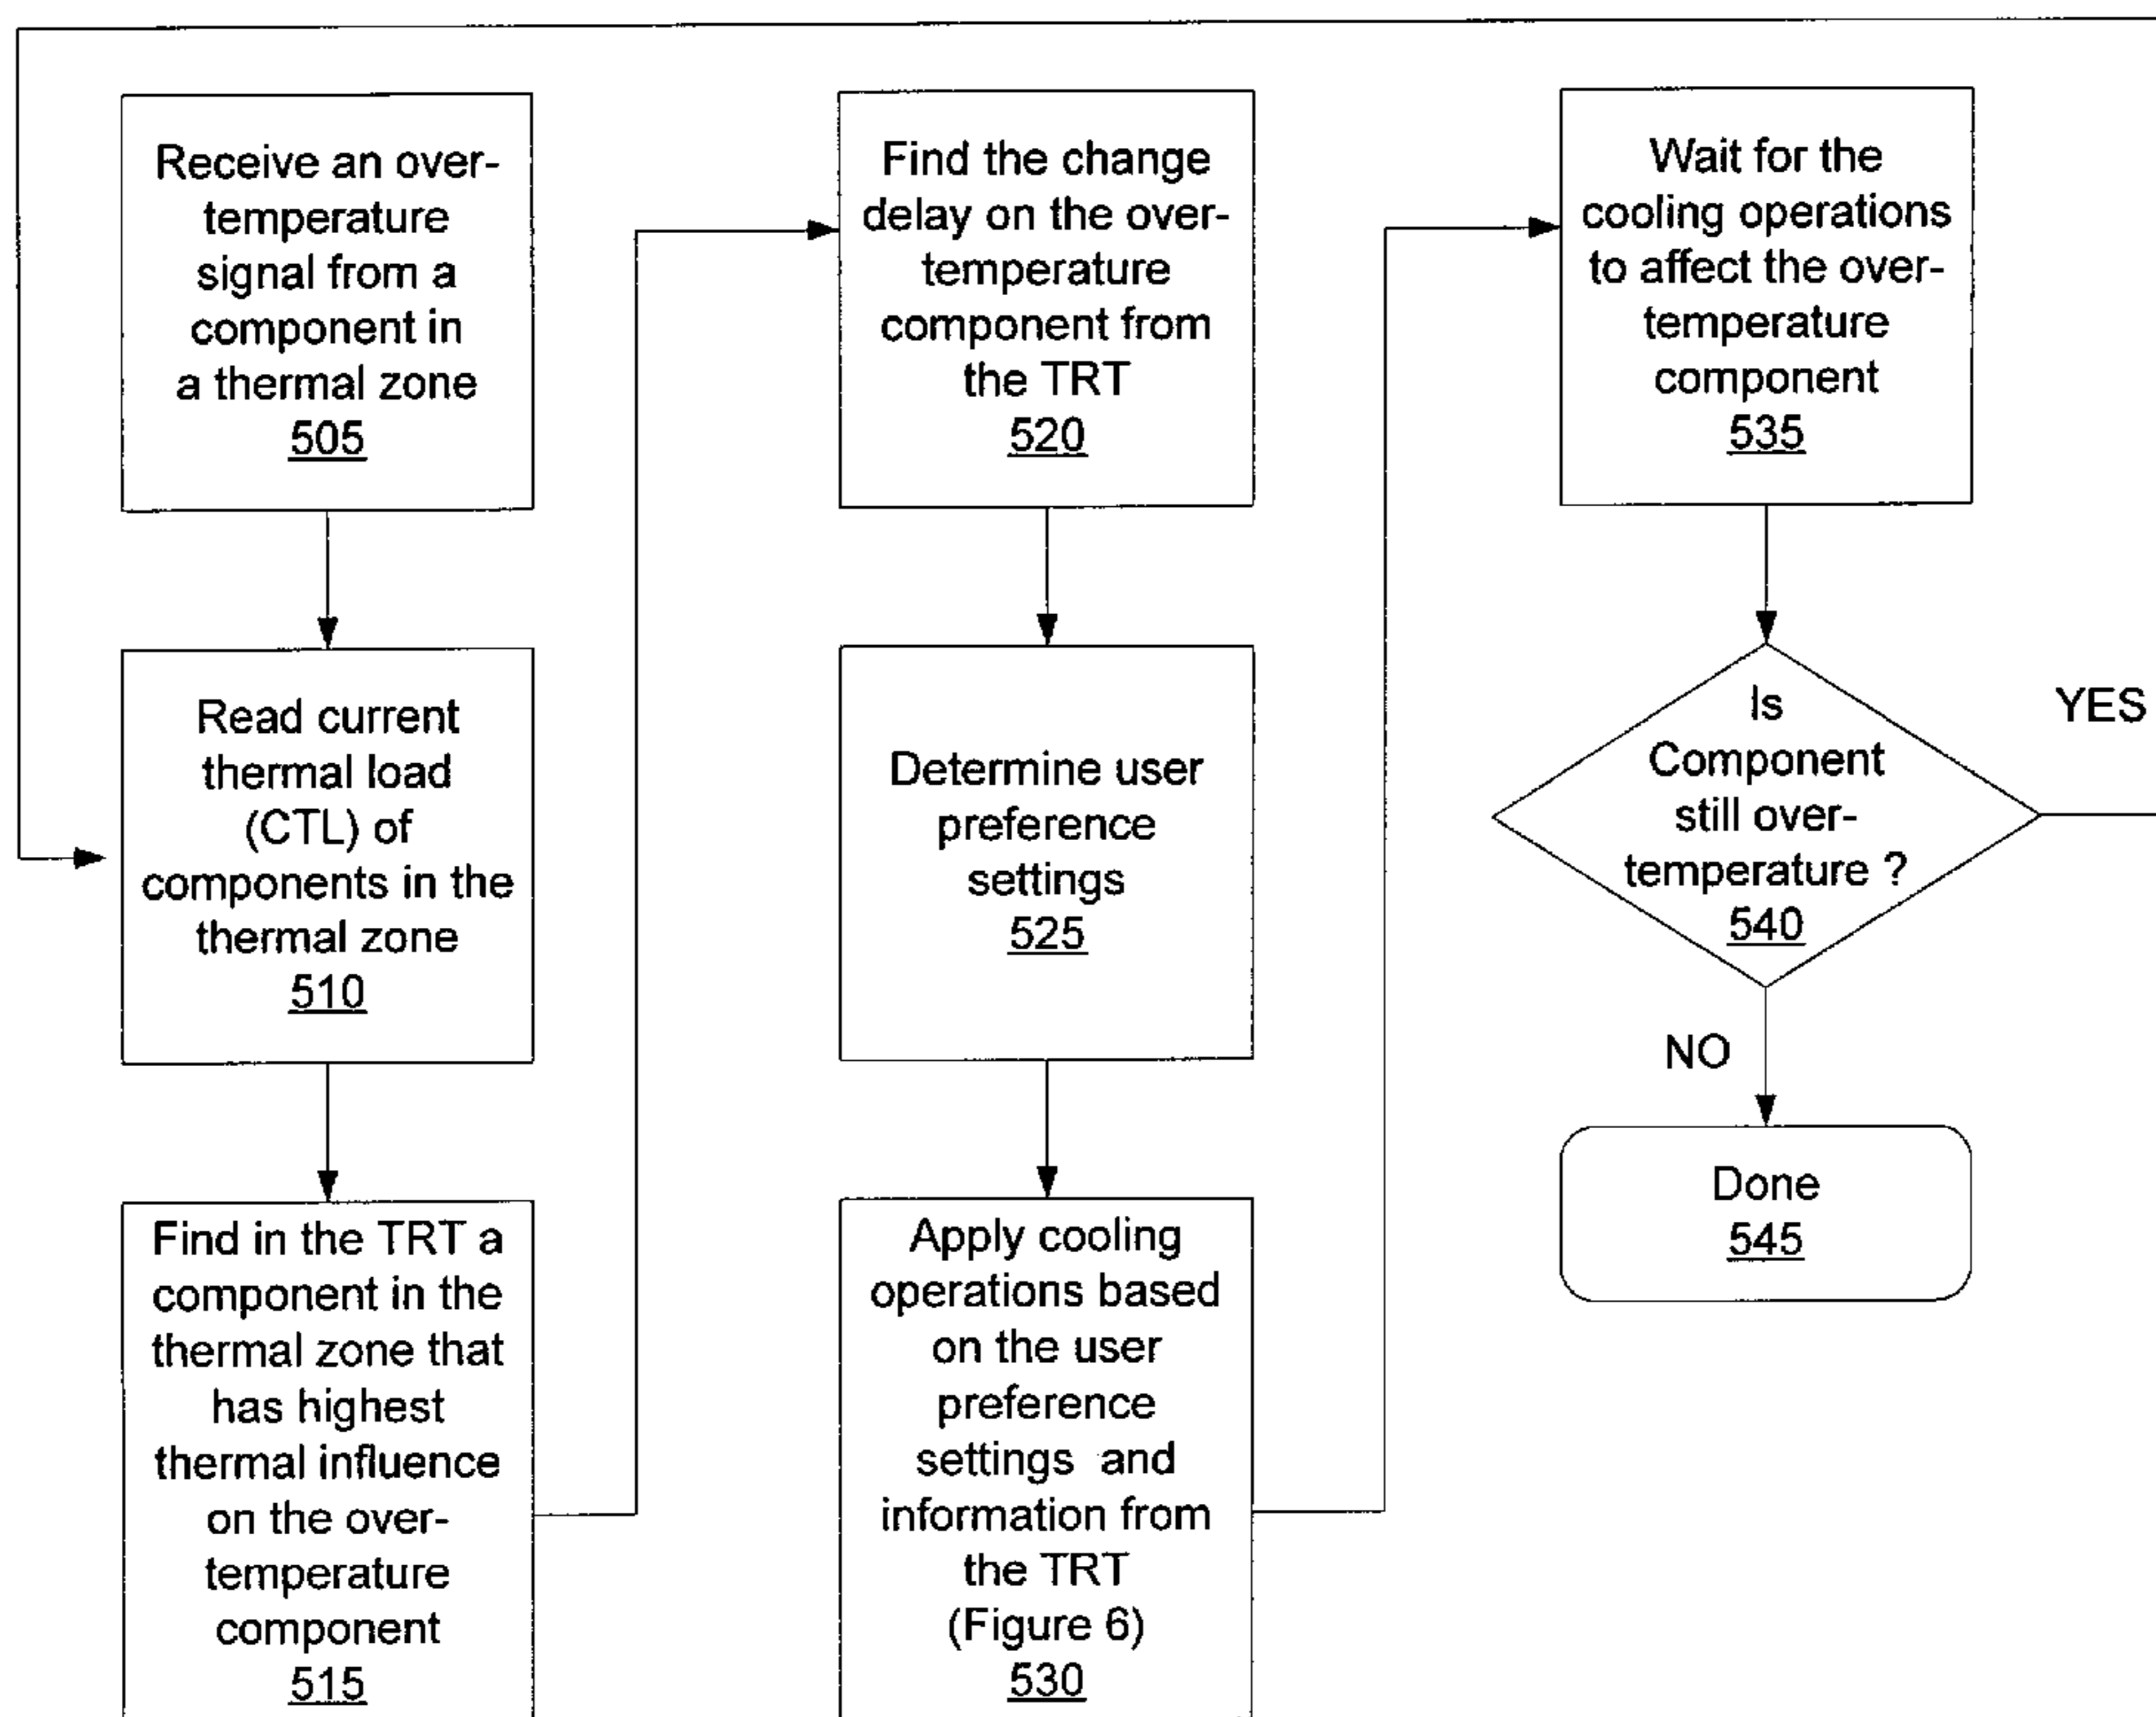 Receive an over-
temperature
signal from a
component in
a thermal zone
505
Read current
thermal load
(CTL) of
components in the
thermal zone
510
Find in the TRT a
component in the
thermal zone that
has highest
thermal influence
on the over-
temperature
component
515
Find the change
delay on the over-
temperature
component from
the TRT
520
Determine user
preference
settings
525
Apply cooling
operations based
on the user
preference
settings and
information from
the TRT
(Figure 6)
530
Wait for the
cooling operations
to affect the over-
temperature
component
535
Is
Component
still over-
temperature ?
540
YES
NO
Done
545